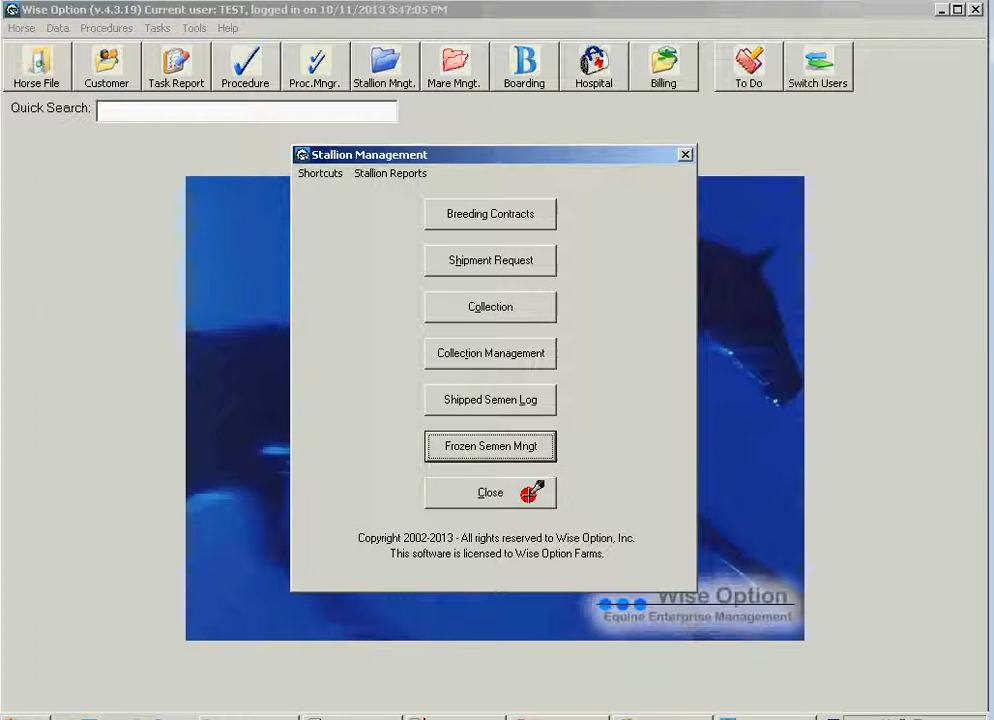 Wise Option (v.4.3.19) Current user: TEST, logged in on 10/11/2013 3:47:05 PM
Horse Data Procedures Tasks Tools Help
Horse File Customer Task Report Procedure Proc.Mngr. Stallion Mngt. Mare Mngt. Boarding Hospital Billing To Do Switch Users
Quick Search:
Stallion Management
Shortcuts Stallion Reports
Breeding Contracts
Shipment Request
Collection
Collection Management
Shipped Semen Log
Frozen Semen Mngt
Close
Copyright 2002-2013 - All rights reserved to Wise Option, Inc.
This software is licensed to Wise Option Farms.
Wise Option
Equine Enterprise Management